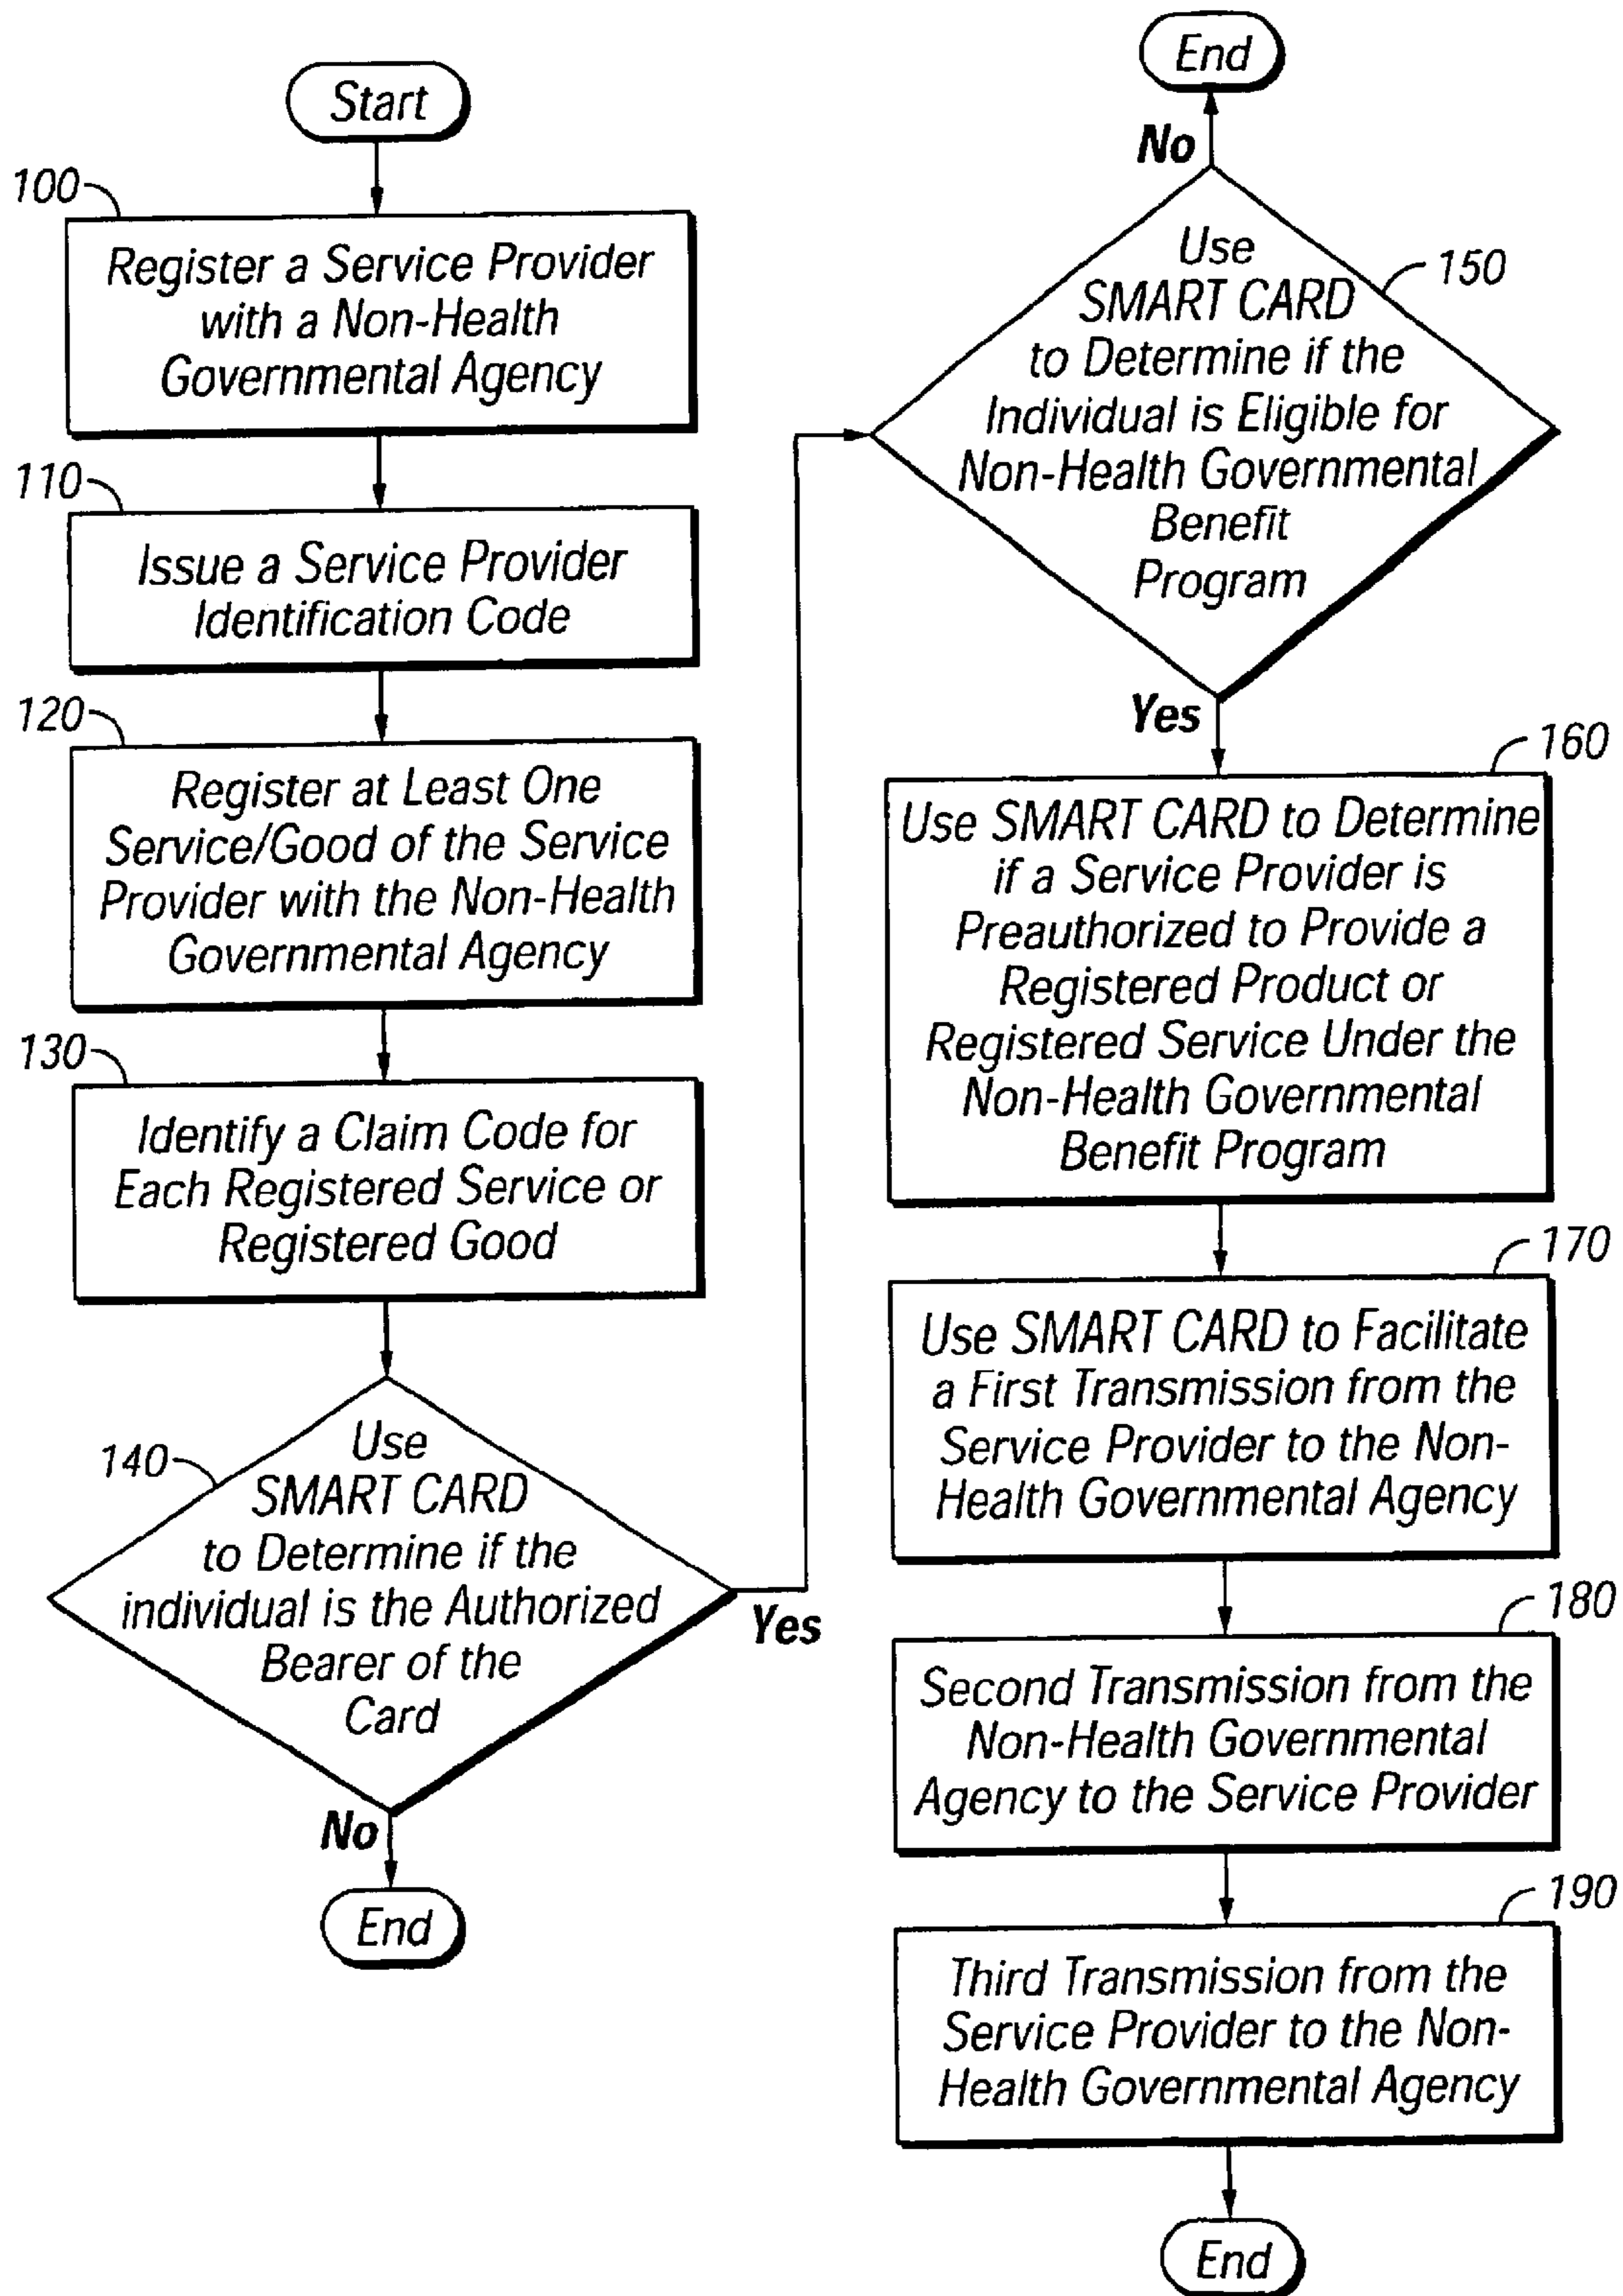 Start
100
Register a Service Provider
with a Non-Health
Governmental Agency
110
Issue a Service Provider
Identification Code
120
Register at Least One
Service/Good of the Service
Provider with the Non-Health
Governmental Agency
130
Identify a Claim Code for
Each Registered Service or
Registered Good
140
Use
SMART CARD
to Determine if the
individual is the Authorized
Bearer of the
Card
Yes
No
End
End
No
150
Use
SMART CARD
to Determine if the
Individual is Eligible for
Non-Health Governmental
Benefit
Program
Yes
160
Use SMART CARD to Determine
if a Service Provider is
Preauthorized to Provide a
Registered Product or
Registered Service Under the
Non-Health Governmental
Benefit Program
170
Use SMART CARD to Facilitate
a First Transmission from the
Service Provider to the Non-
Health Governmental Agency
180
Second Transmission from the
Non-Health Governmental
Agency to the Service Provider
190
Third Transmission from the
Service Provider to the Non-
Health Governmental Agency
End